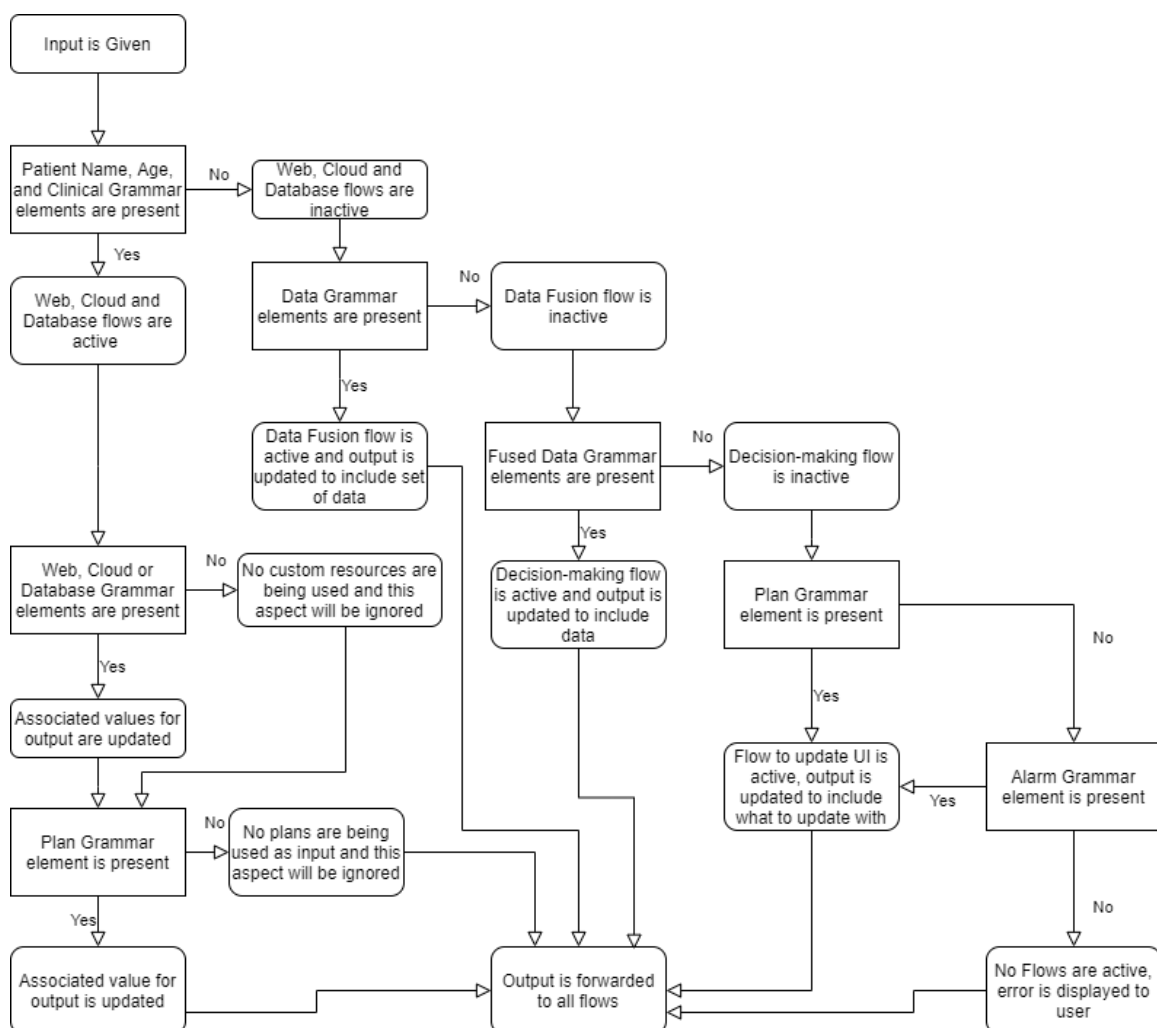 Input is Given
Patient Name, Age,
and Clinical Grammar
elements are present
No
Web, Cloud and
Database flows are
inactive
Yes
Web, Cloud and
Database flows are
active
Data Grammar
elements are present
No
Data Fusion flow is
inactive
Yes
Data Fusion flow is
active and output is
updated to include set
of data
Fused Data Grammar
elements are present
No
Decision-making flow
is inactive
Yes
Decision-making flow
is active and output is
updated to include
data
Web, Cloud or
Database Grammar
elements are present
No
No custom resources are
being used and this
aspect will be ignored
Plan Grammar
element is present
No
Yes
Associated values for
output are updated
Yes
Flow to update UI is
active, output is
updated to include
what to update with
Yes
Alarm Grammar
element is present
Plan Grammar
element is present
No
No plans are being
used as input and this
aspect will be ignored
Yes
No
Associated value for
output is updated
Output is forwarded
to all flows
No Flows are active,
error is displayed to
user